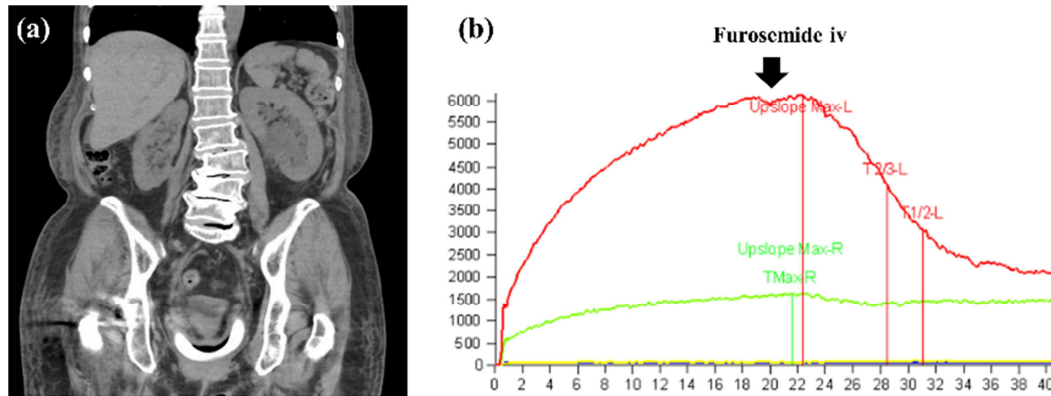 (a)
(b)
Furosemide iv
6000
5500
5000
4500
4000
3500
3000
2500
2000
1500
1000
500
0
Upslope Max-L
T2/3-L
T1/2-L
Upslope Max-R
TMax-R
0 2 4 6 8 10 12 14 16 18 20 22 24 26 28 30 32 34 36 38 40